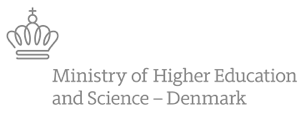 Ministry of Higher Education
and Science – Denmark